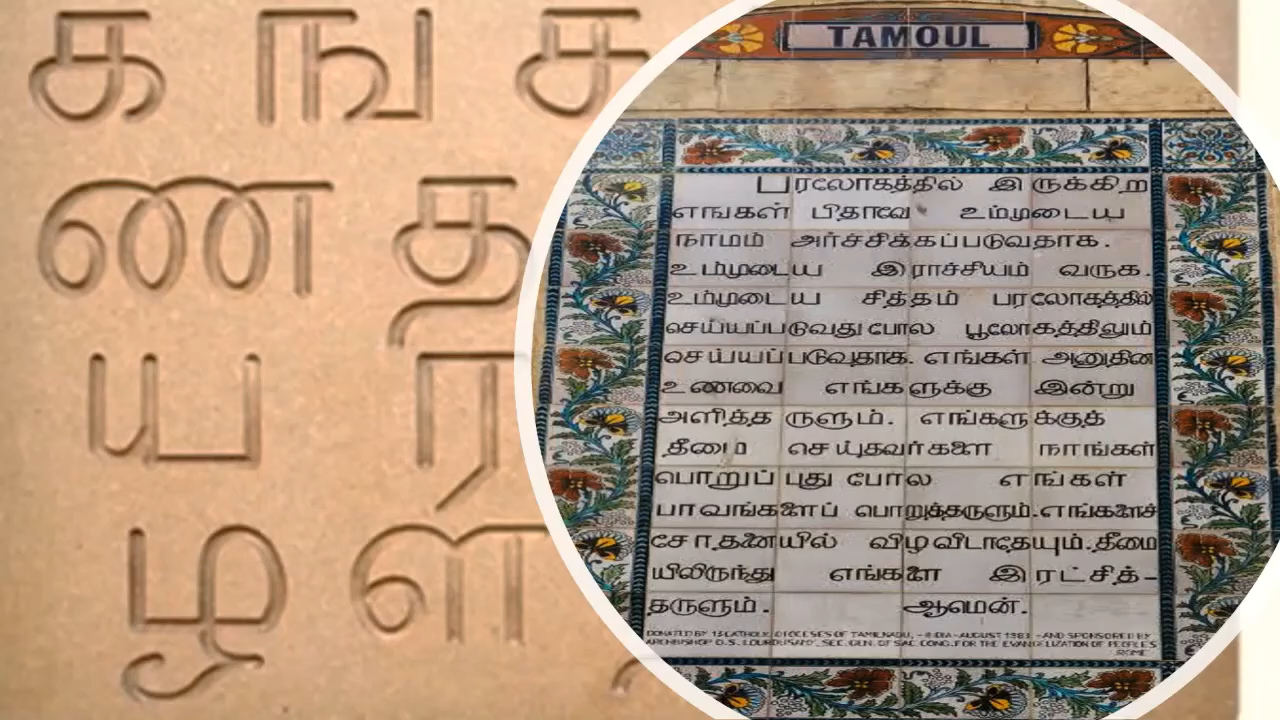 க ங க
ண த
ய ர
ழ ள
TAMOUL
பரலோகத்தில் இருக்கிற
எங்கள் பிதாவே உம்முடைய
நாமம் அர்ச்சிக்கப்படுவதாக.
உம்முடைய இராச்சியம் வருக.
உம்முடைய சித்தம் பரலோகத்தில்
செய்யப்படுவது போல பூலோகத்திலும்
செய்யப்படுவதாக. எங்கள் அனுதின
உணவை எங்களுக்கு இன்று
அளித்தருளும். எங்களுக்குத்
தீமை செய்தவர்களை நாங்கள்
பொறுப்புது போல எங்கள்
பாவங்களைப் பொறுத்தருளும். எங்களைச்
சோதனையில் விழவிடாதேயும். தீமை
யிலிருந்து எங்களை இரட்சித்-
தருளும். ஆமென்.
DONATED BY 13 CATHOLIC DIOCESES OF TAMILNADU, - INDIA - AUGUST 1983 - AND SPONSORED BY
ARCHBISHOP D.S. LOURDUSAMY, SEC. GEN. OF SAC. CONG. FOR THE EVANGELIZATION OF PEOPLES
ROME